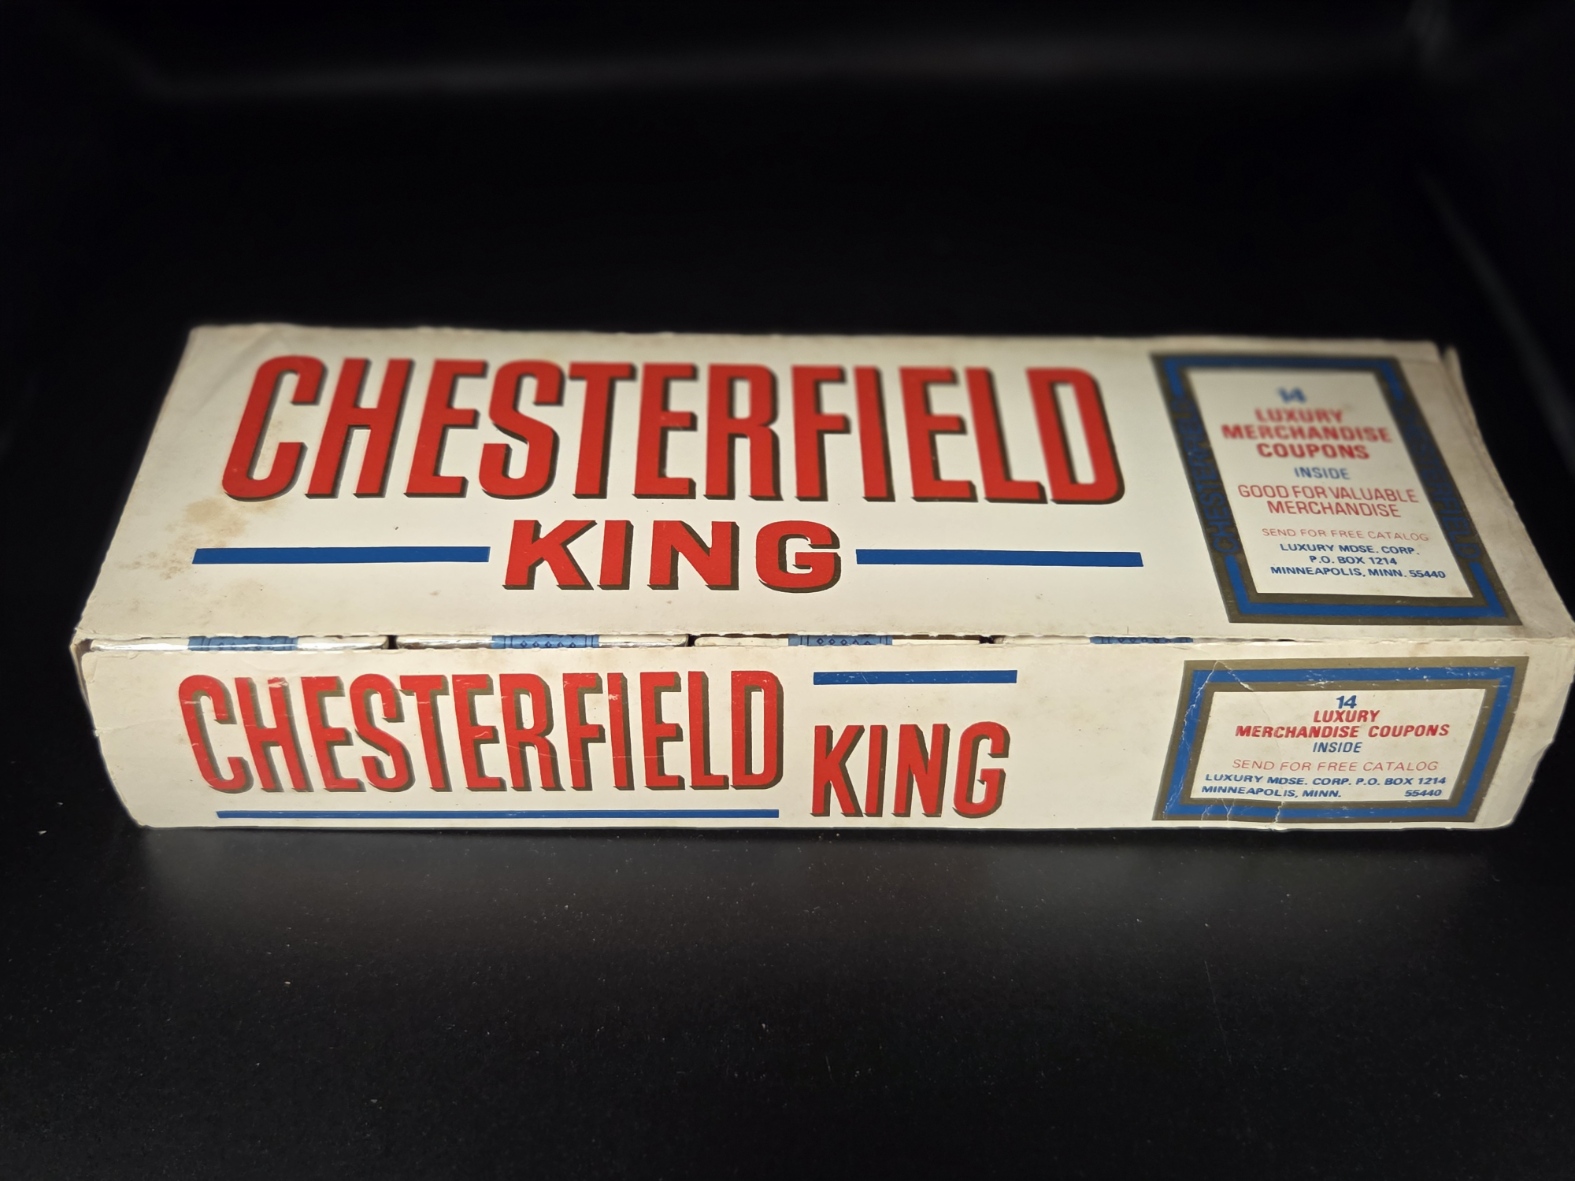 CHESTERFIELD
KING
14
LUXURY
MERCHANDISE
COUPONS
INSIDE
GOOD FOR VALUABLE
MERCHANDISE
SEND FOR FREE CATALOG
LUXURY MDSE. CORP.
P.O. BOX 1214
MINNEAPOLIS, MINN. 55440
CHESTERFIELD
CHESTERFIELD
CHESTERFIELD KING
14
LUXURY
MERCHANDISE COUPONS
INSIDE
SEND FOR FREE CATALOG
LUXURY MDSE. CORP. P.O. BOX 1214
MINNEAPOLIS, MINN. 55440